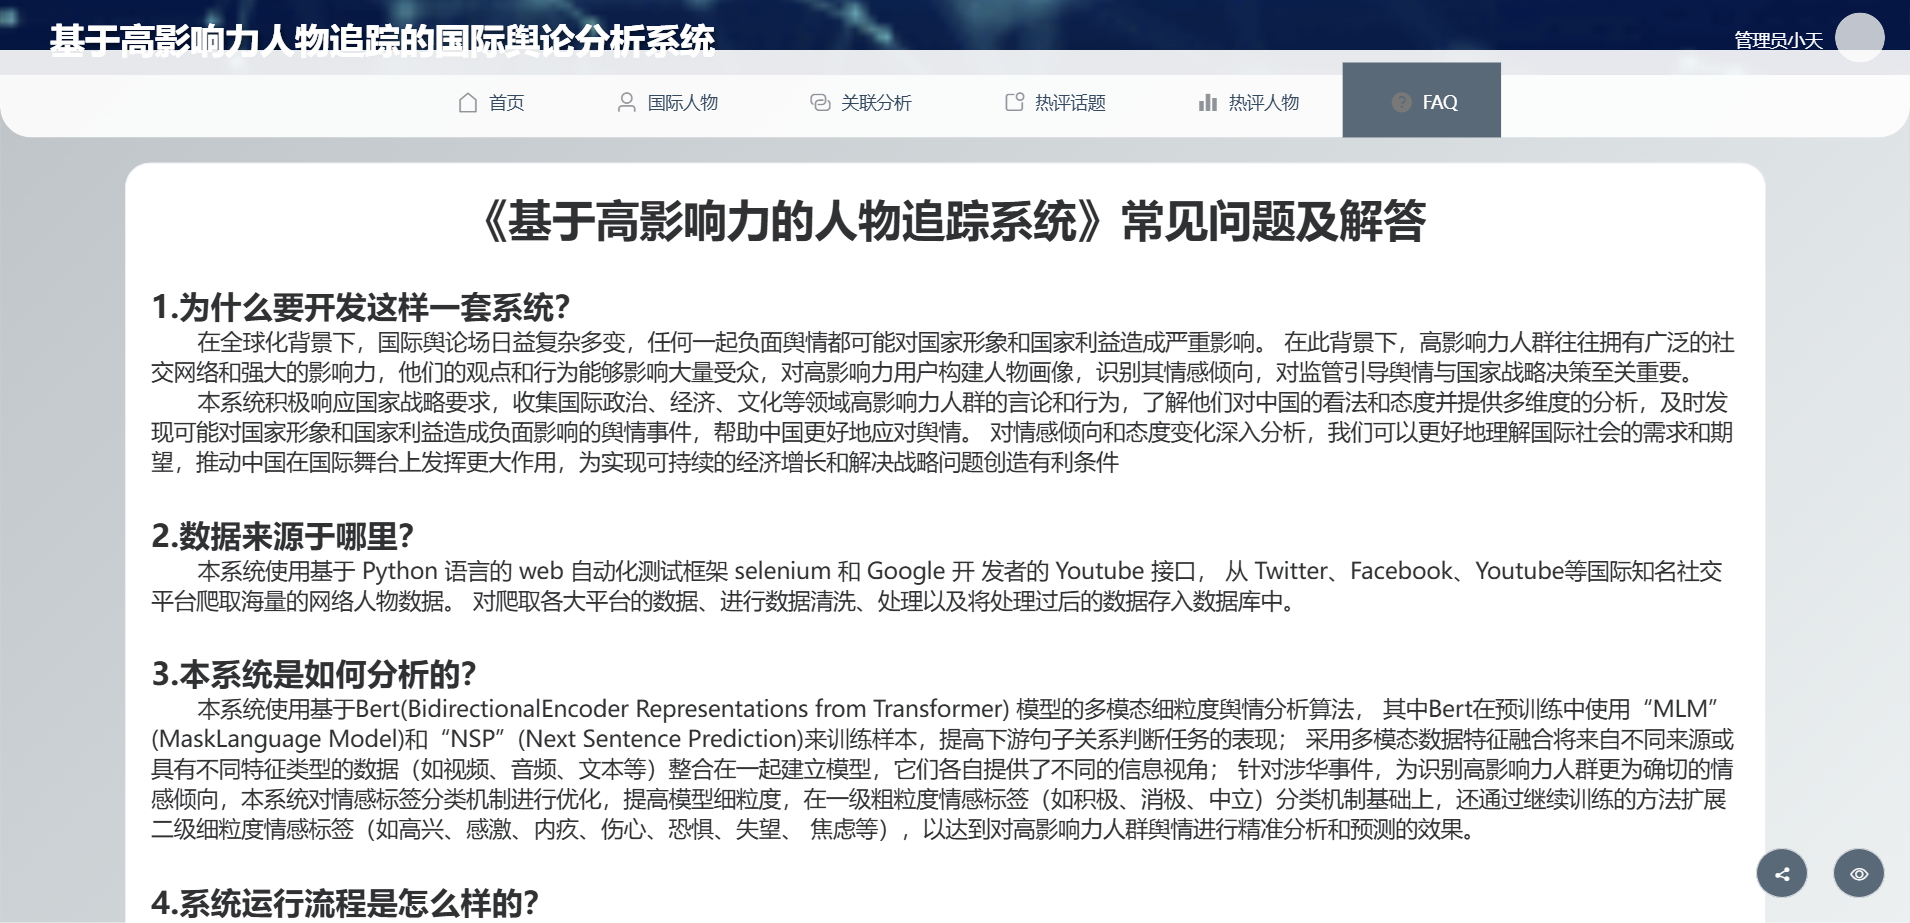 基于高影响力人物追踪的国际舆论分析系统
管理员小天
首页
国际人物
关联分析
热评话题
热评人物
FAQ
《基于高影响力的人物追踪系统》常见问题及解答
1.为什么要开发这样一套系统?
在全球化背景下，国际舆论场日益复杂多变，任何一起负面舆情都可能对国家形象和国家利益造成严重影响。 在此背景下，高影响力人群往往拥有广泛的社
交网络和强大的影响力，他们的观点和行为能够影响大量受众，对高影响力用户构建人物画像，识别其情感倾向，对监管引导舆情与国家战略决策至关重要。
本系统积极响应国家战略要求，收集国际政治、经济、文化等领域高影响力人群的言论和行为，了解他们对中国的看法和态度并提供多维度的分析，及时发
现可能对国家形象和国家利益造成负面影响的舆情事件，帮助中国更好地应对舆情。 对情感倾向和态度变化深入分析，我们可以更好地理解国际社会的需求和期
望，推动中国在国际舞台上发挥更大作用，为实现可持续的经济增长和解决战略问题创造有利条件
2.数据来源于哪里?
本系统使用基于 Python 语言的 web 自动化测试框架 selenium 和 Google 开 发者的 Youtube 接口， 从 Twitter、Facebook、Youtube等国际知名社交
平台爬取海量的网络人物数据。 对爬取各大平台的数据、进行数据清洗、处理以及将处理过后的数据存入数据库中。
3.本系统是如何分析的?
本系统使用基于Bert(BidirectionalEncoder Representations from Transformer) 模型的多模态细粒度舆情分析算法， 其中Bert在预训练中使用“MLM”
(MaskLanguage Model)和“NSP”(Next Sentence Prediction)来训练样本，提高下游句子关系判断任务的表现； 采用多模态数据特征融合将来自不同来源或
具有不同特征类型的数据（如视频、音频、文本等）整合在一起建立模型，它们各自提供了不同的信息视角； 针对涉华事件，为识别高影响力人群更为确切的情
感倾向，本系统对情感标签分类机制进行优化，提高模型细粒度，在一级粗粒度情感标签（如积极、消极、中立）分类机制基础上，还通过继续训练的方法扩展
二级细粒度情感标签（如高兴、感激、内疚、伤心、恐惧、失望、 焦虑等），以达到对高影响力人群舆情进行精准分析和预测的效果。
4.系统运行流程是怎么样的?